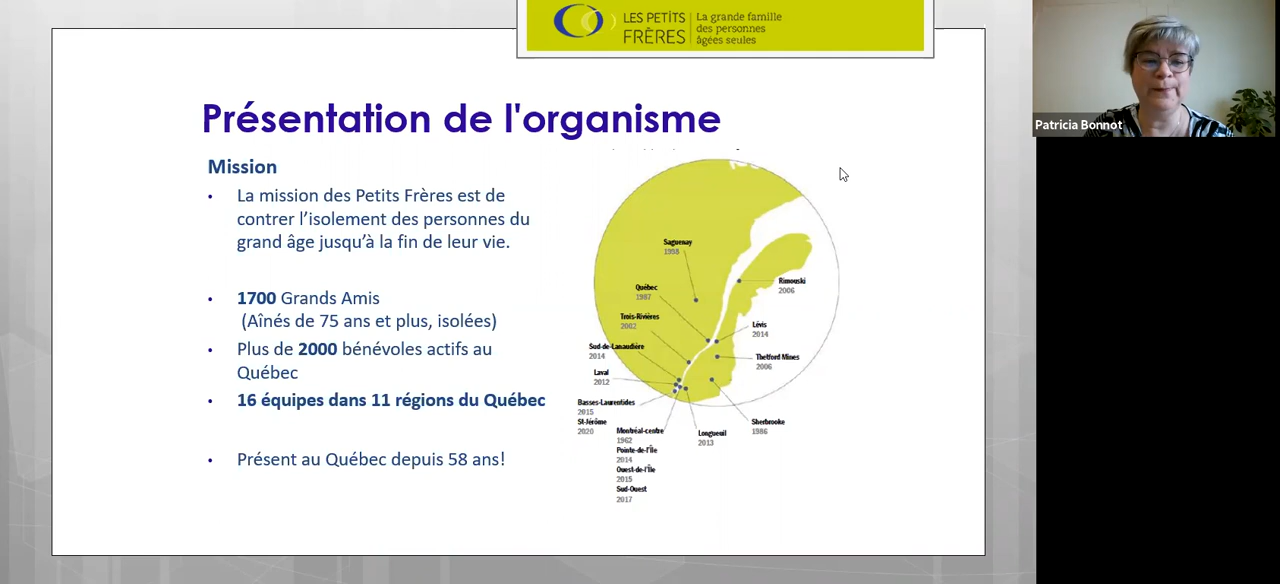 LES PETITS
FRÈRES
La grande famille
des personnes
âgées seules
Patricia Bonnot
Présentation de l'organisme
Mission
• La mission des Petits Frères est de
contrer l’isolement des personnes du
grand âge jusqu’à la fin de leur vie.
• 1700 Grands Amis
(Aînés de 75 ans et plus, isolées)
• Plus de 2000 bénévoles actifs au
Québec
• 16 équipes dans 11 régions du Québec
• Présent au Québec depuis 58 ans!
Saguenay
1958
Québec
1987
Trois-Rivières
2002
Sud-de-Lanaudière
2014
Laval
2012
Basses-Laurentides
2015
St-Jérôme
2020
Montréal-centre
1962
Pointe-de-l'Île
2014
Ouest-de-l'Île
2015
Sud-Ouest
2017
Longueuil
2013
Sherbrooke
1986
Thetford Mines
2006
Lévis
2014
Rimouski
2006